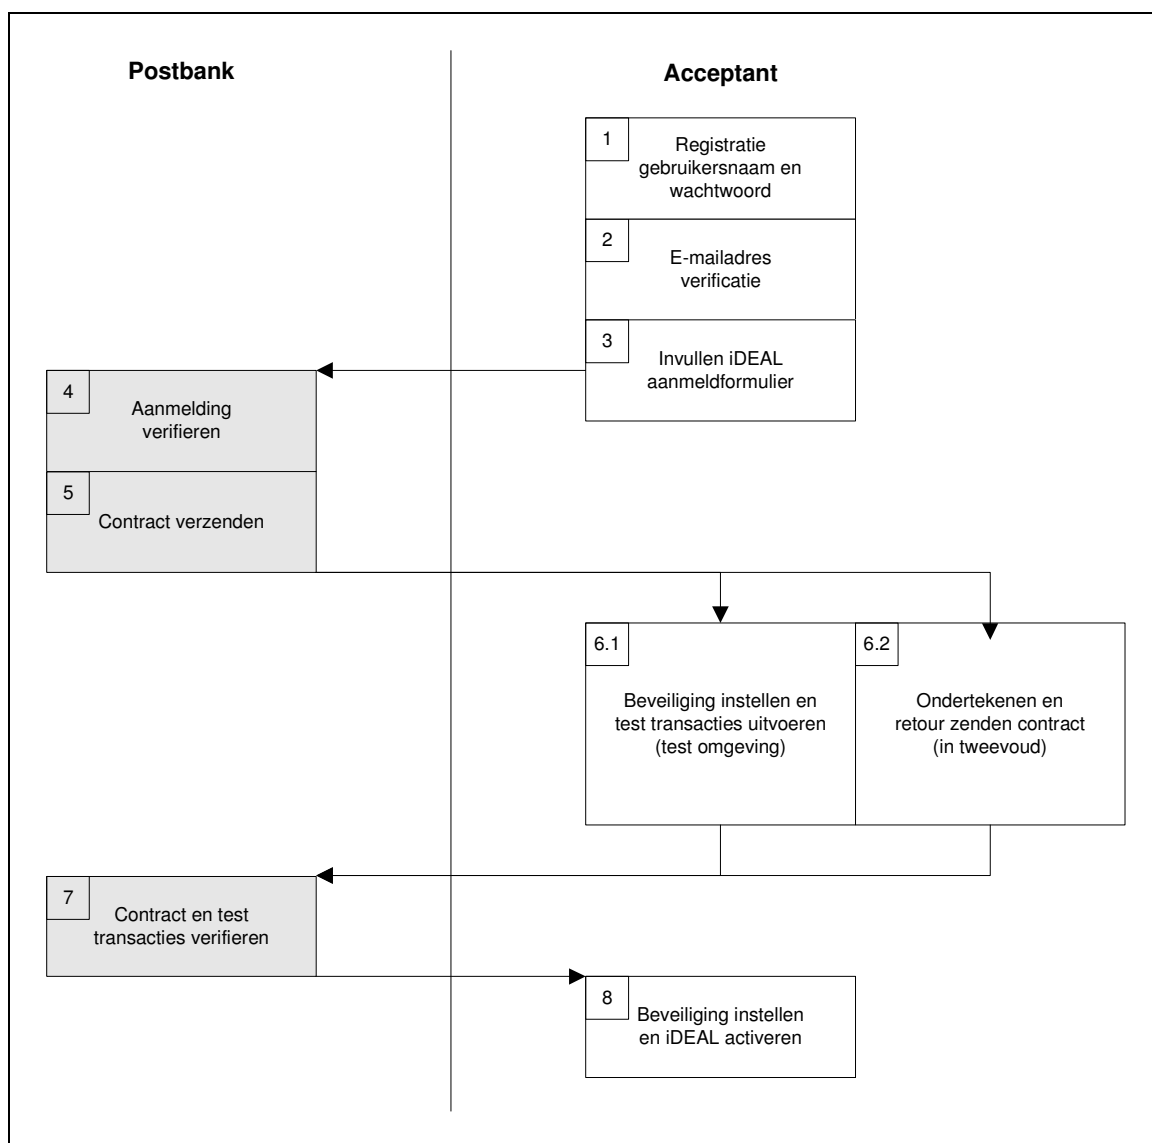 Postbank
Acceptant
1
Registratie
gebruikersnaam en
wachtwoord
2
E-mailadres
verificatie
3
Invullen iDEAL
aanmeldformulier
4
Aanmelding
verifieren
5
Contract verzenden
6.1
Beveiliging instellen en
test transacties uitvoeren
(test omgeving)
6.2
Ondertekenen en
retour zenden contract
(in tweevoud)
7
Contract en test
transacties verifieren
8
Beveiliging instellen
en iDEAL activeren